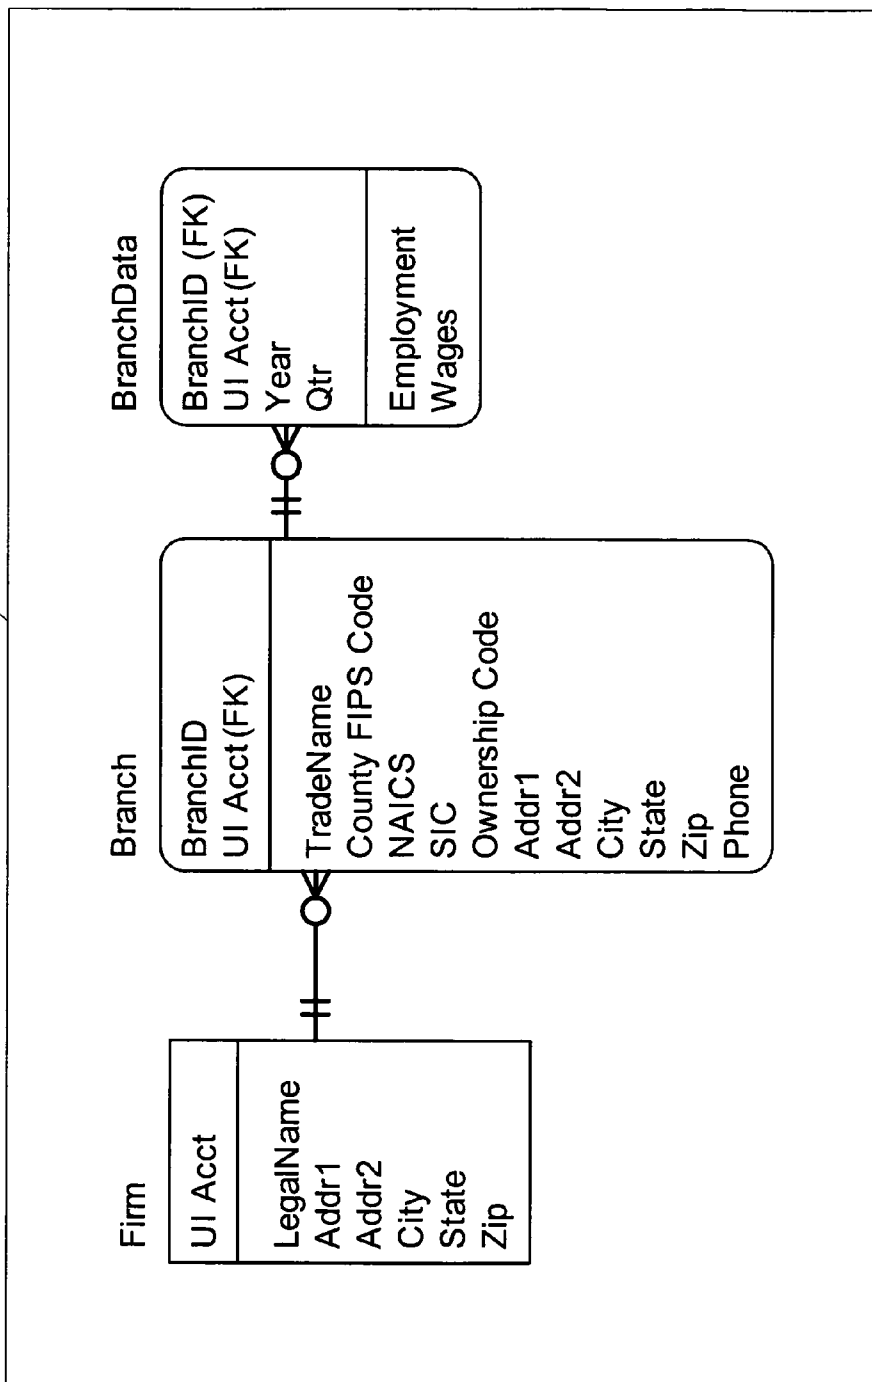 Firm
UI Acct
LegalName
Addr1
Addr2
City
State
Zip
Branch
BranchID
UI Acct(FK)
TradeName
County FIPS Code
NAICS
SIC
Ownership Code
Addr1
Addr2
City
State
Zip
Phone
BranchData
BranchID (FK)
UI Acct(FK)
Year
Qtr
Employment
Wages